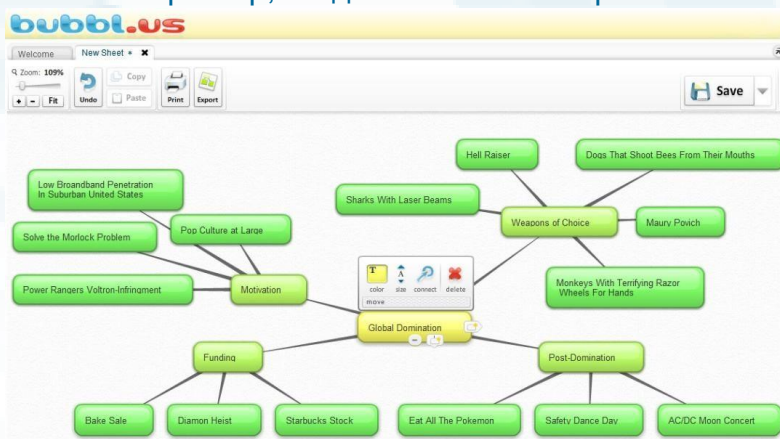 bubbl.us
Welcome
New Sheet
Zoom: 109%
Fit
Undo
Copy
Paste
Print
Export
Save
Hell Raiser
Dogs That Shoot Bees From Their Mouths
Low Broandband Penetration
In Suburban United States
Sharks With Laser Beams
Solve the Morlock Problem
Pop Culture at Large
Weapons of Choice
Maury Povich
Power Rangers Voltron-Infringment
Motivation
color
size
connect
delete
move
Monkeys With Terrifying Razor
Wheels For Hands
Global Domination
Funding
Post-Domination
Bake Sale
Diamon Heist
Starbucks Stock
Eat All The Pokemon
Safety Dance Day
AC/DC Moon Concert